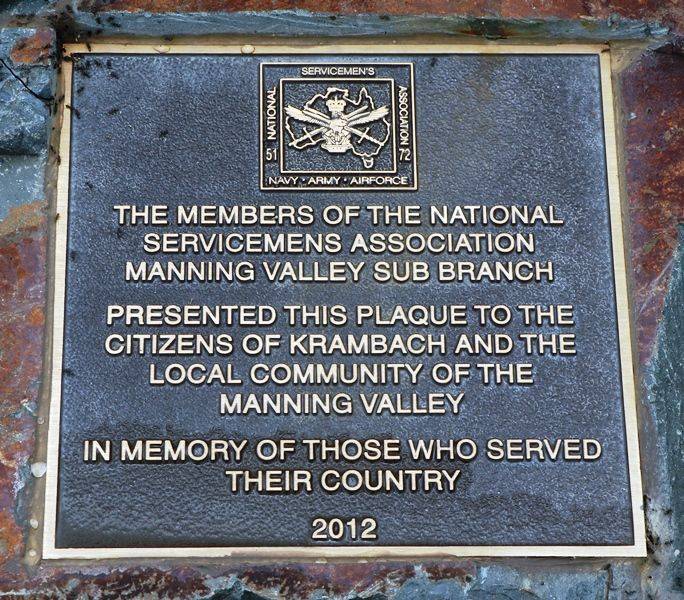 SERVICEMEN'S
NATIONAL
ASSOCIATION
51
72
NAVY · ARMY · AIRFORCE
THE MEMBERS OF THE NATIONAL
SERVICEMENS ASSOCIATION
MANNING VALLEY SUB BRANCH
PRESENTED THIS PLAQUE TO THE
CITIZENS OF KRAMBACH AND THE
LOCAL COMMUNITY OF THE
MANNING VALLEY
IN MEMORY OF THOSE WHO SERVED
THEIR COUNTRY
2012